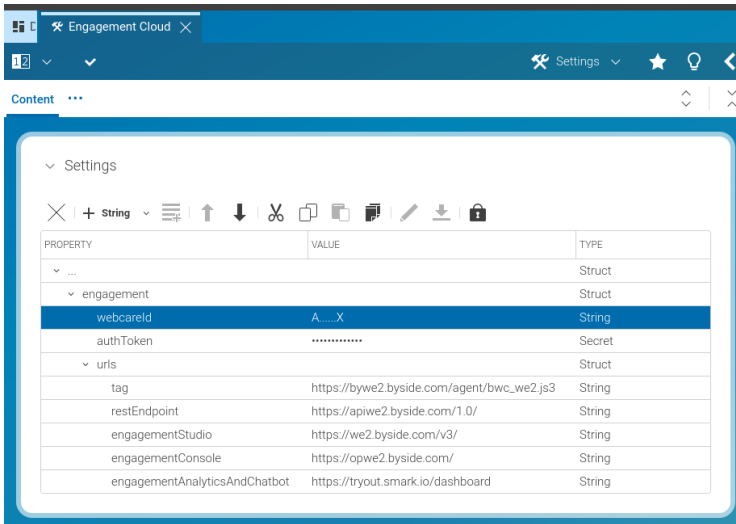 D
Engagement Cloud
12
Settings
Content ...
Settings
String
PROPERTY VALUE TYPE
... Struct
engagement Struct
webcareId A......X String
authToken ••••••••••••• Secret
urls Struct
tag https://bywe2.byside.com/agent/bwc_we2.js3 String
restEndpoint https://apiwe2.byside.com/1.0/ String
engagementStudio https://we2.byside.com/v3/ String
engagementConsole https://opwe2.byside.com/ String
engagementAnalyticsAndChatbot https://tryout.smark.io/dashboard String